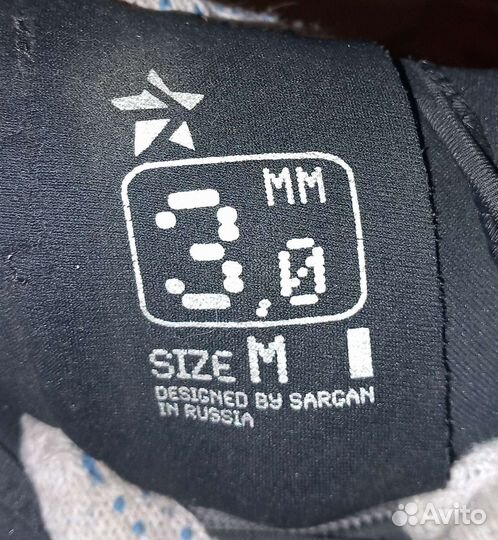 MM
3,0
SIZE M
DESIGNED BY SARGAN
IN RUSSIA
Avito